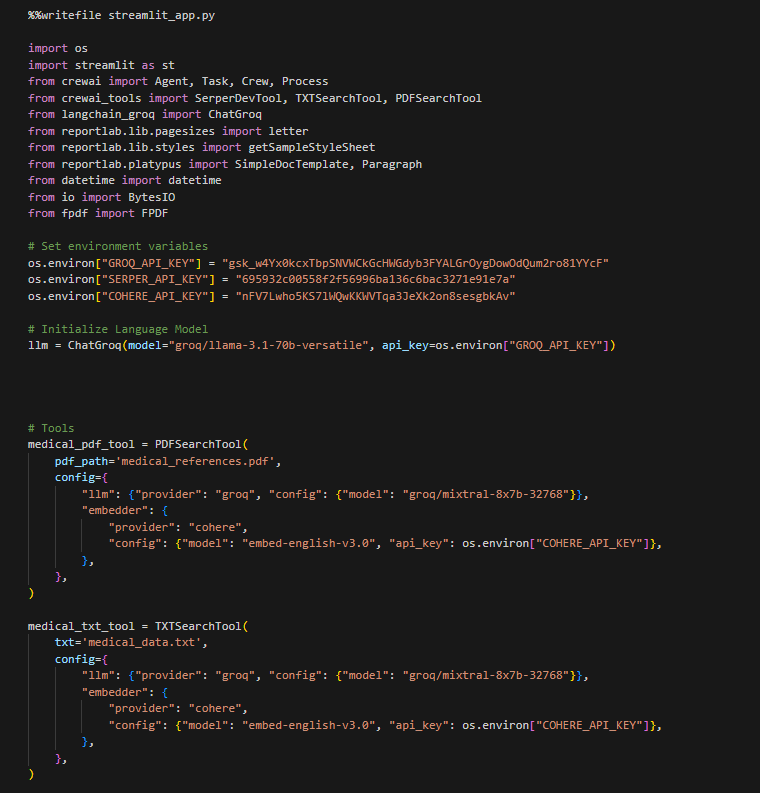 %%writefile streamlit_app.py
import os
import streamlit as st
from crewai import Agent, Task, Crew, Process
from crewai_tools import SerperDevTool, TXTSearchTool, PDFSearchTool
from langchain_groq import ChatGroq
from reportlab.lib.pagesizes import letter
from reportlab.lib.styles import getSampleStyleSheet
from reportlab.platypus import SimpleDocTemplate, Paragraph
from datetime import datetime
from io import BytesIO
from fpdf import FPDF
# Set environment variables
os.environ["GROQ_API_KEY"] = "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"
os.environ["SERPER_API_KEY"] = "695932c00558f2f56996ba136c6bac3271e91e7a"
os.environ["COHERE_API_KEY"] = "nFV7Lwho5KS7lWQwKKWVTqa3JeXk2on8sesgbkAv"
# Initialize Language Model
llm = ChatGroq(model="groq/llama-3.1-70b-versatile", api_key=os.environ["GROQ_API_KEY"])
# Tools
medical_pdf_tool = PDFSearchTool(
    pdf_path='medical_references.pdf',
    config={
        "llm": {"provider": "groq", "config": {"model": "groq/mixtral-8x7b-32768"}},
        "embedder": {
            "provider": "cohere",
            "config": {"model": "embed-english-v3.0", "api_key": os.environ["COHERE_API_KEY"]},
        },
    },
)
medical_txt_tool = TXTSearchTool(
    txt='medical_data.txt',
    config={
        "llm": {"provider": "groq", "config": {"model": "groq/mixtral-8x7b-32768"}},
        "embedder": {
            "provider": "cohere",
            "config": {"model": "embed-english-v3.0", "api_key": os.environ["COHERE_API_KEY"]},
        },
    },
)